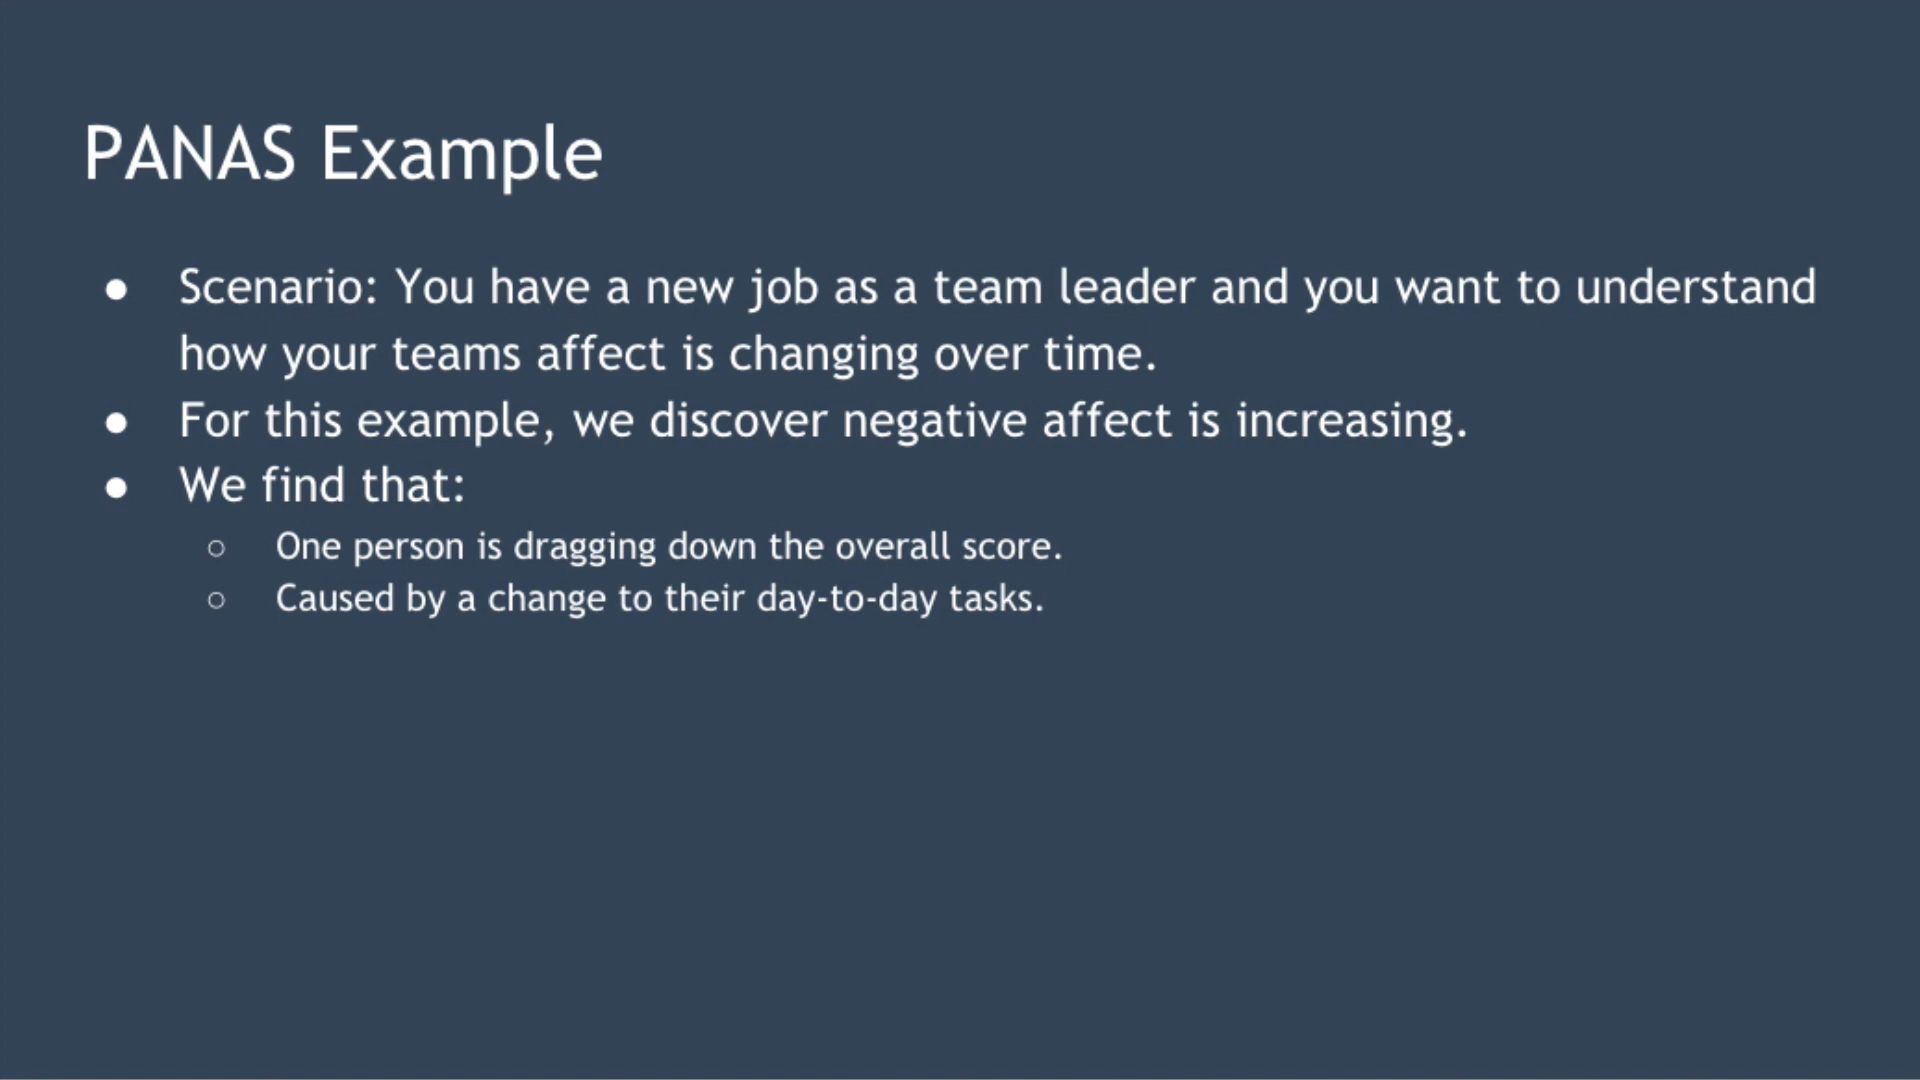 PANAS Example
● Scenario: You have a new job as a team leader and you want to understand
how your teams affect is changing over time.
● For this example, we discover negative affect is increasing.
● We find that:
○ One person is dragging down the overall score.
○ Caused by a change to their day-to-day tasks.